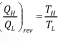 (Q_H / Q_L)_rev = T_H / T_L